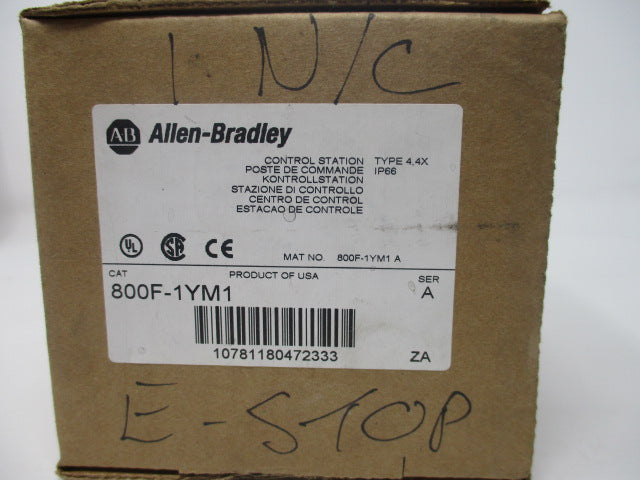 1 N/C
AB Allen-Bradley
CONTROL STATION TYPE 4,4X
POSTE DE COMMANDE IP66
KONTROLLSTATION
STAZIONE DI CONTROLLO
CENTRO DE CONTROL
ESTACAO DE CONTROLE
UL SA CE MAT NO. 800F-1YM1 A
CAT PRODUCT OF USA SER
800F-1YM1 A
10781180472333 ZA
E-STOP